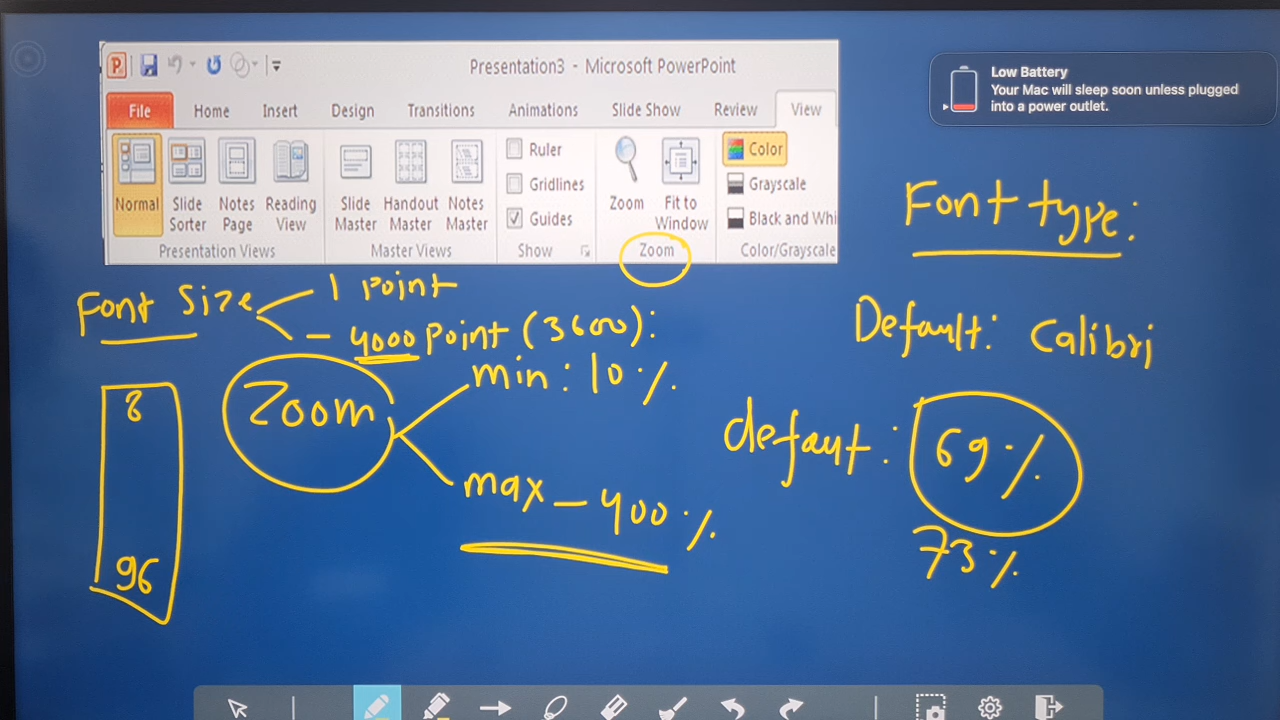 Presentation3 - Microsoft PowerPoint
File Home Insert Design Transitions Animations Slide Show Review View
Normal Slide Sorter Notes Page Reading View Slide Master Handout Master Notes Master Ruler Gridlines Guides Zoom Fit to Window Color Grayscale Black and Whi
Presentation Views Master Views Show Zoom Color/Grayscale
Low Battery
Your Mac will sleep soon unless plugged
into a power outlet.
Font type:
Font Size 1 point
- 4000 point (3600):
Default: Calibri
Zoom min: 10%
max - 400%
defaut: 69%
73%
8
96